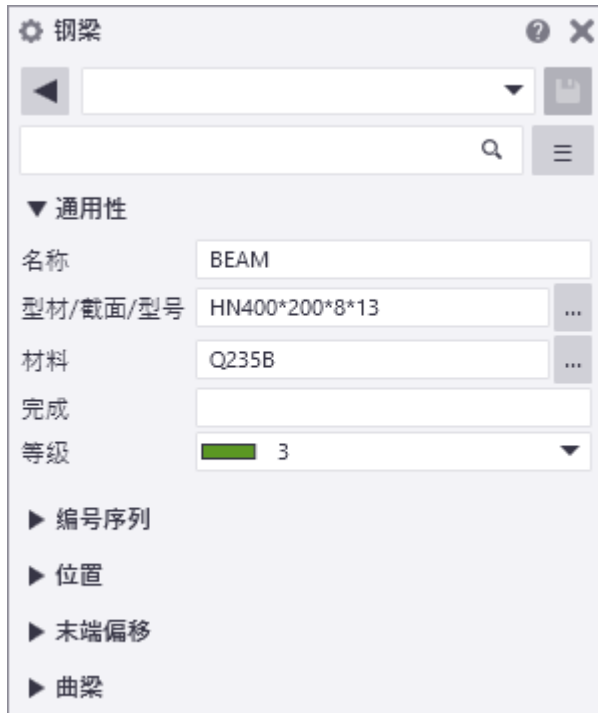 钢梁
通用性
名称 BEAM
型材/截面/型号 HN400*200*8*13 ...
材料 Q235B ...
完成
等级 3
编号序列
位置
末端偏移
曲梁